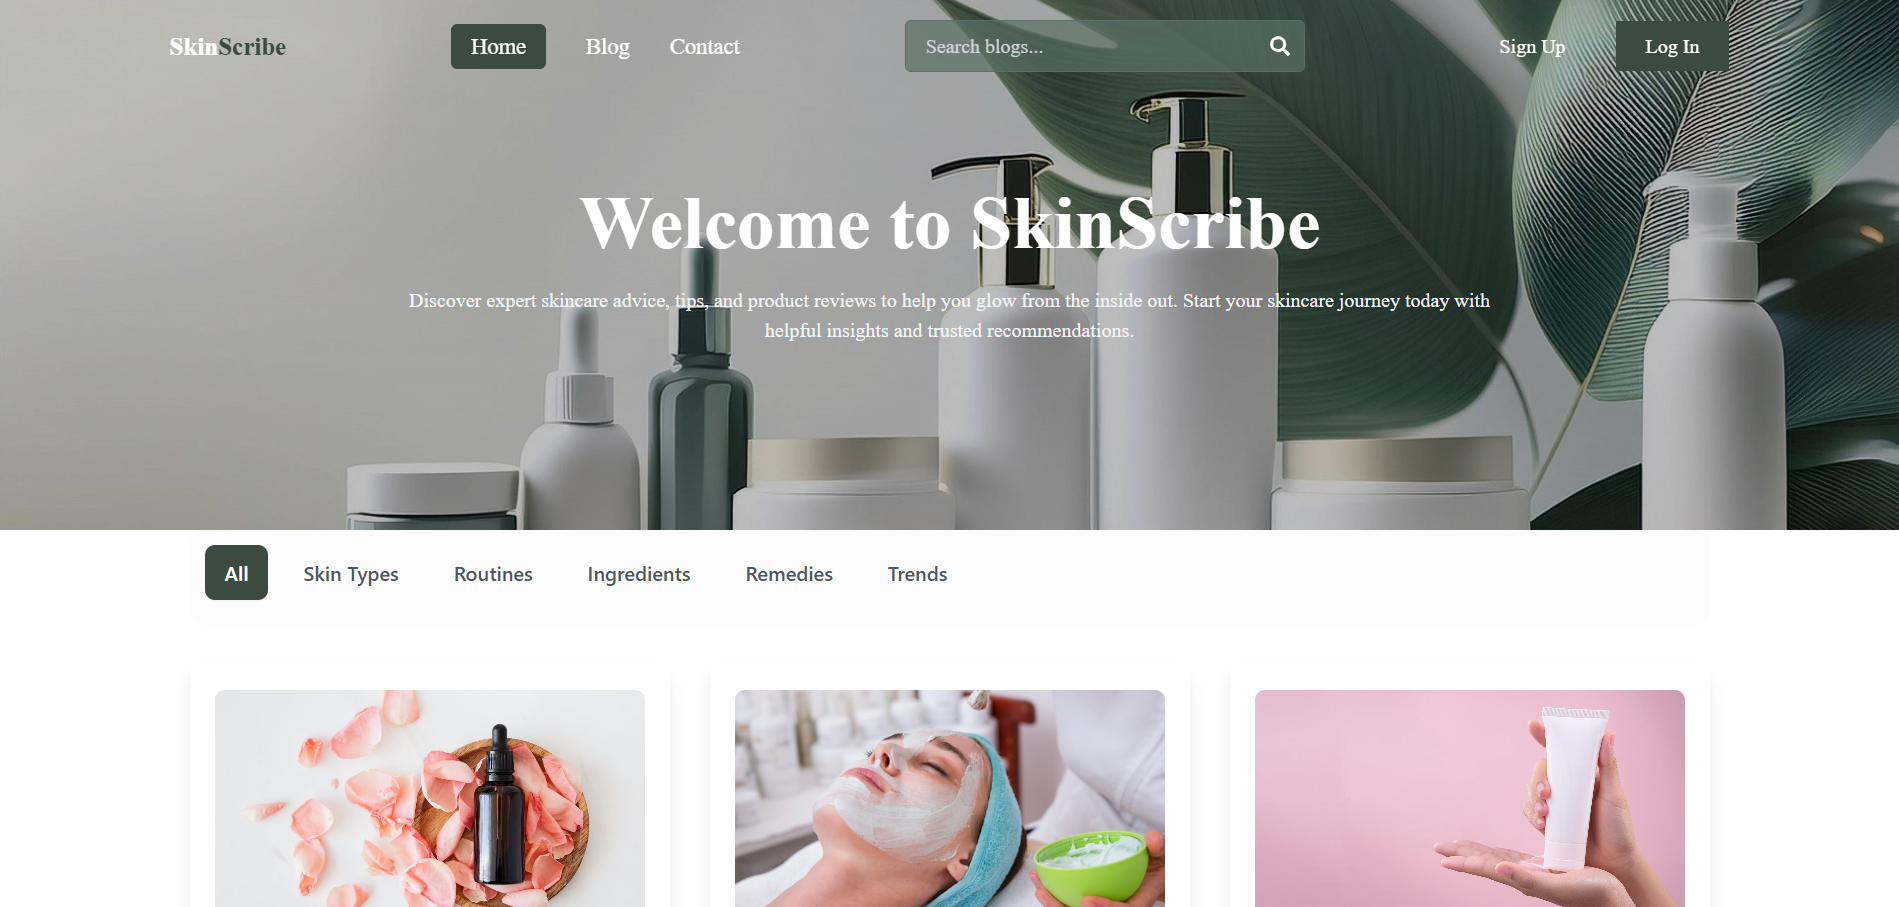 SkinScribe
Home
Blog
Contact
Search blogs...
Sign Up
Log In
Welcome to SkinScribe
Discover expert skincare advice, tips, and product reviews to help you glow from the inside out. Start your skincare journey today with
helpful insights and trusted recommendations.
All
Skin Types
Routines
Ingredients
Remedies
Trends